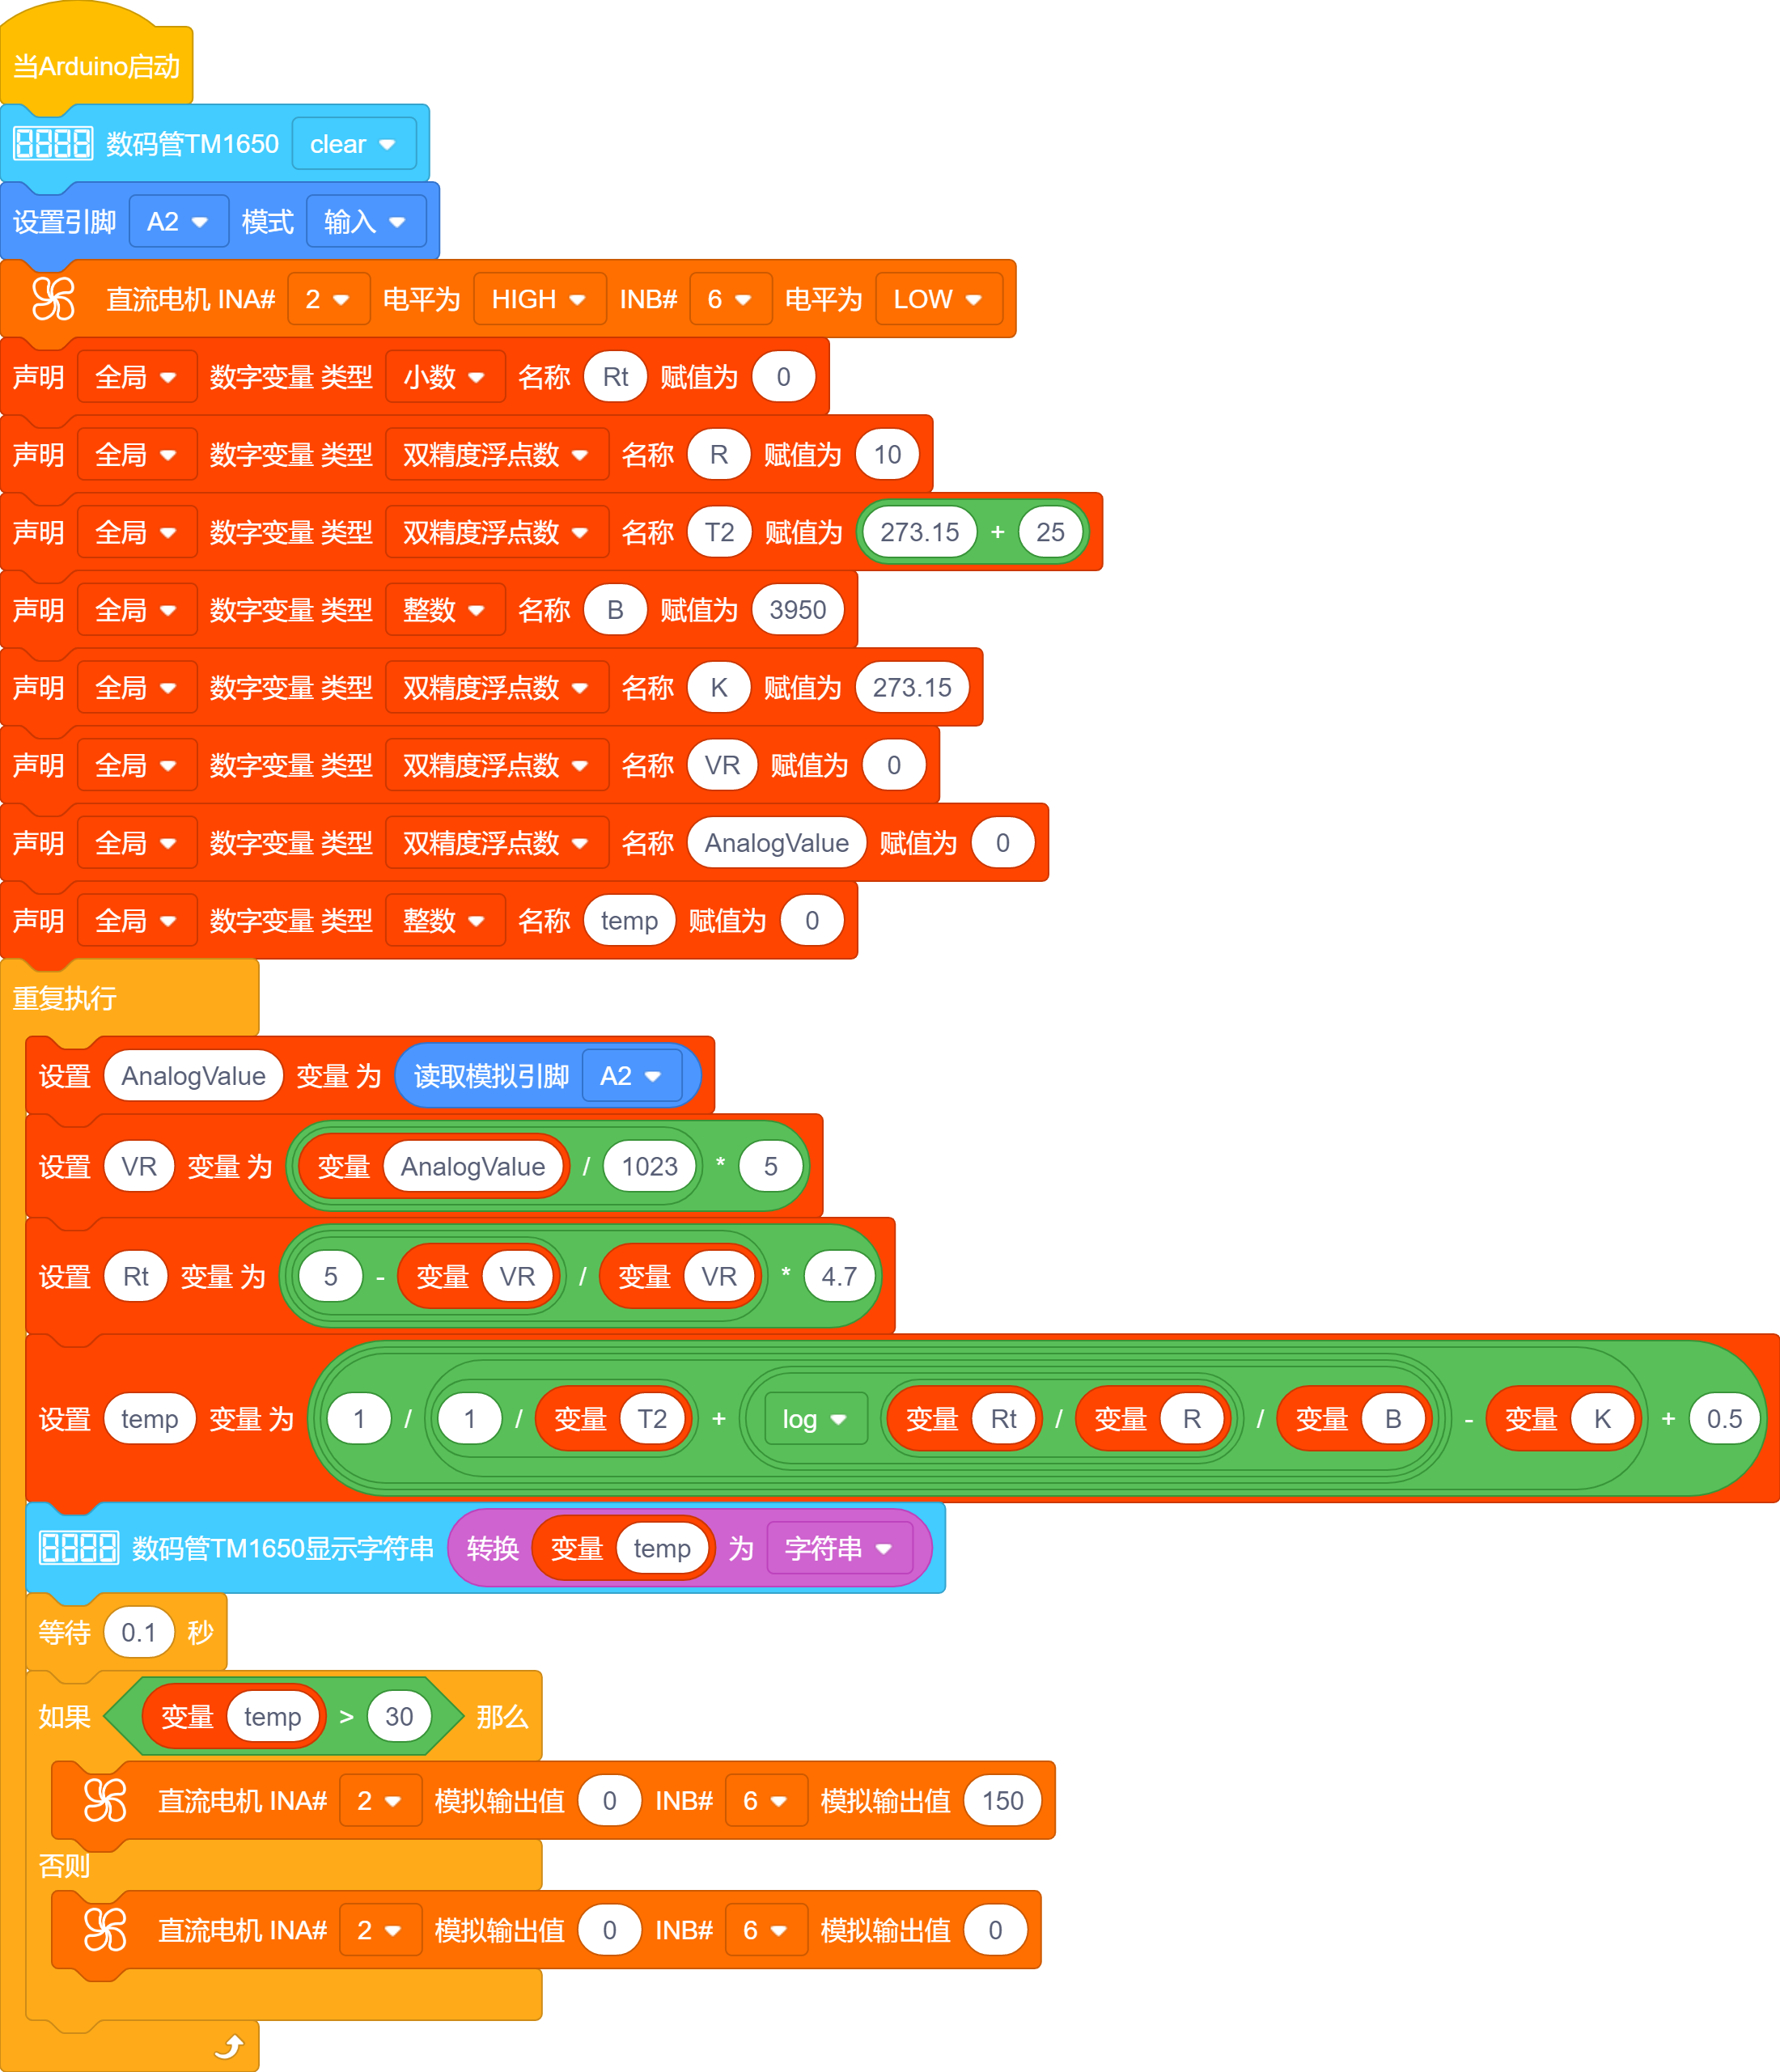 当Arduino启动
数码管TM1650 clear
设置引脚 A2 模式 输入
直流电机 INA# 2 电平为 HIGH INB# 6 电平为 LOW
声明 全局 数字变量 类型 小数 名称 Rt 赋值为 0
声明 全局 数字变量 类型 双精度浮点数 名称 R 赋值为 10
声明 全局 数字变量 类型 双精度浮点数 名称 T2 赋值为 273.15 + 25
声明 全局 数字变量 类型 整数 名称 B 赋值为 3950
声明 全局 数字变量 类型 双精度浮点数 名称 K 赋值为 273.15
声明 全局 数字变量 类型 双精度浮点数 名称 VR 赋值为 0
声明 全局 数字变量 类型 双精度浮点数 名称 AnalogValue 赋值为 0
声明 全局 数字变量 类型 整数 名称 temp 赋值为 0
重复执行
设置 AnalogValue 变量 为 读取模拟引脚 A2
设置 VR 变量 为 变量 AnalogValue / 1023 * 5
设置 Rt 变量 为 5 - 变量 VR / 变量 VR * 4.7
设置 temp 变量 为 1 / 1 / 变量 T2 + log 变量 Rt / 变量 R / 变量 B - 变量 K + 0.5
数码管TM1650显示字符串 转换 变量 temp 为 字符串
等待 0.1 秒
如果 变量 temp > 30 那么
直流电机 INA# 2 模拟输出值 0 INB# 6 模拟输出值 150
否则
直流电机 INA# 2 模拟输出值 0 INB# 6 模拟输出值 0